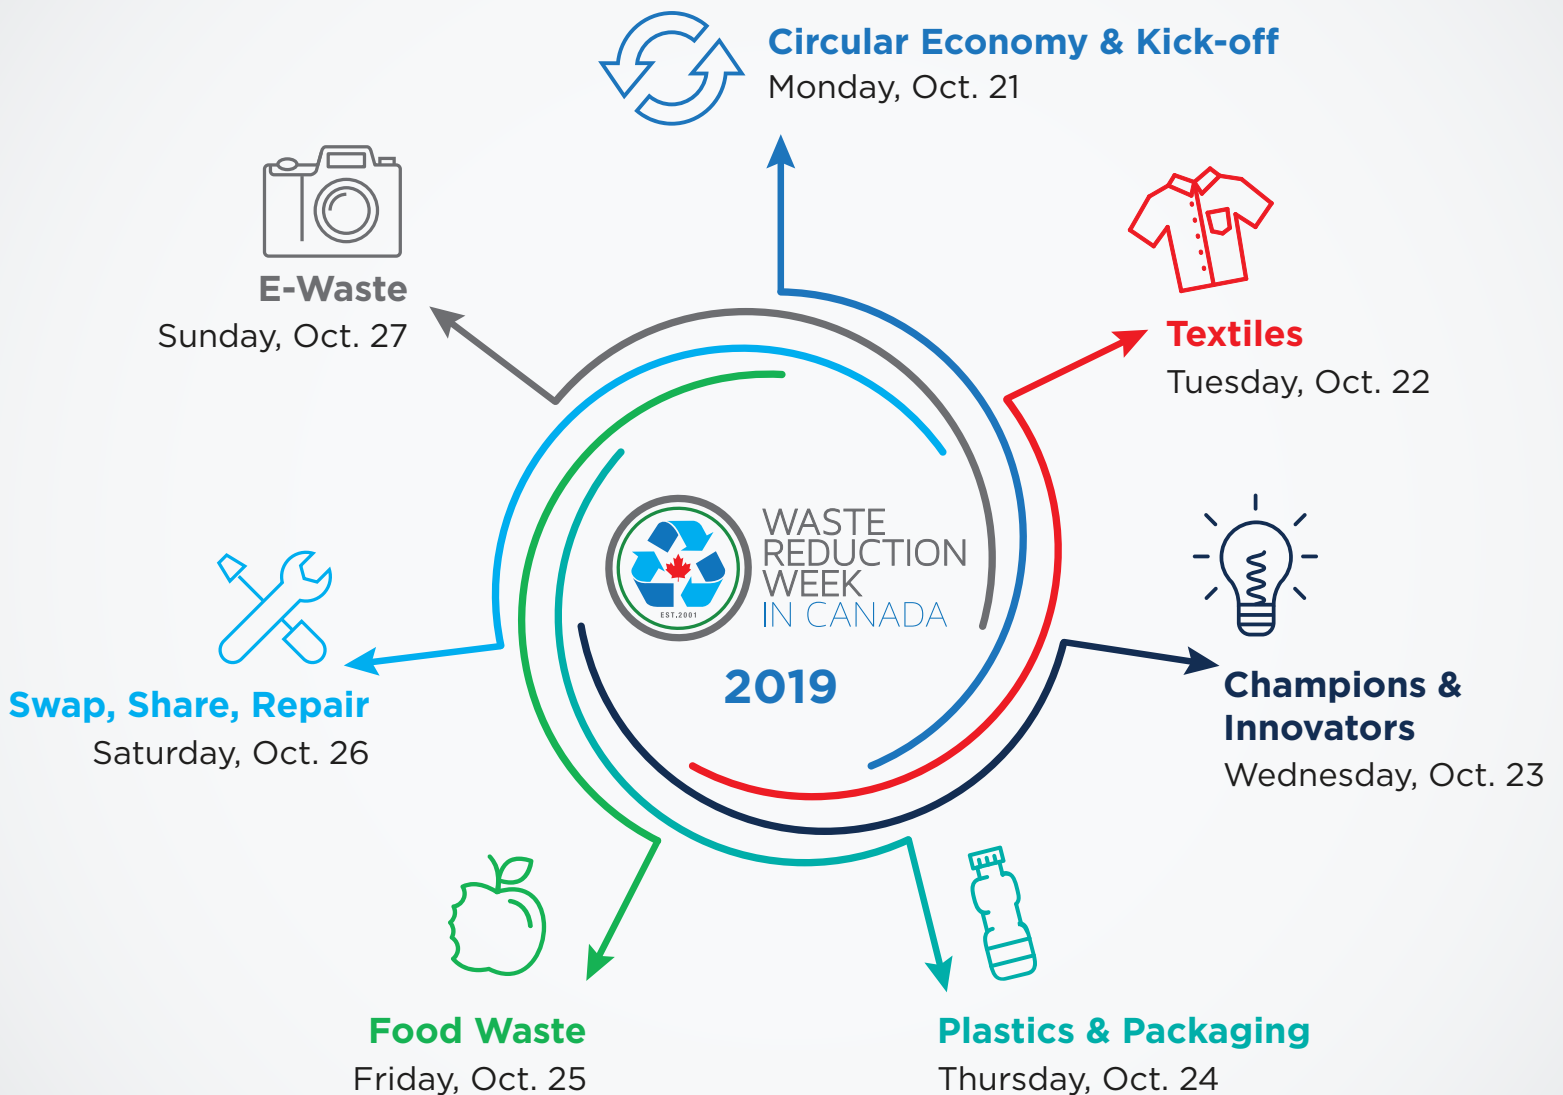 Circular Economy & Kick-off
Monday, Oct. 21
Textiles
Tuesday, Oct. 22
Champions &
Innovators
Wednesday, Oct. 23
Plastics & Packaging
Thursday, Oct. 24
Food Waste
Friday, Oct. 25
Swap, Share, Repair
Saturday, Oct. 26
E-Waste
Sunday, Oct. 27
EST.2001
WASTE
REDUCTION
WEEK
IN CANADA
2019